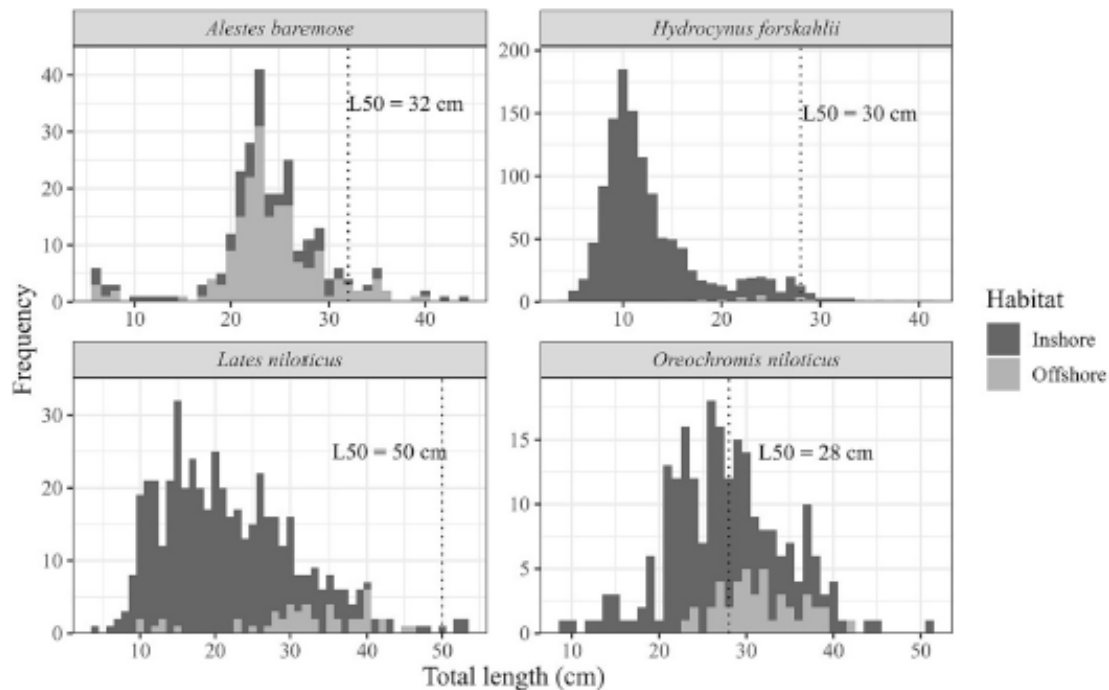 Alestes baremose
Hydrocynus forskahlii
40
30
20
10
0
L50 = 32 cm
10
20
30
40
200
150
100
50
0
L50 = 30 cm
10
20
30
40
Lates niloticus
Oreochromis niloticus
30
20
10
0
L50 = 50 cm
10
20
30
40
50
15
10
5
0
L50 = 28 cm
10
20
30
40
50
Frequency
Total length (cm)
Habitat
Inshore
Offshore